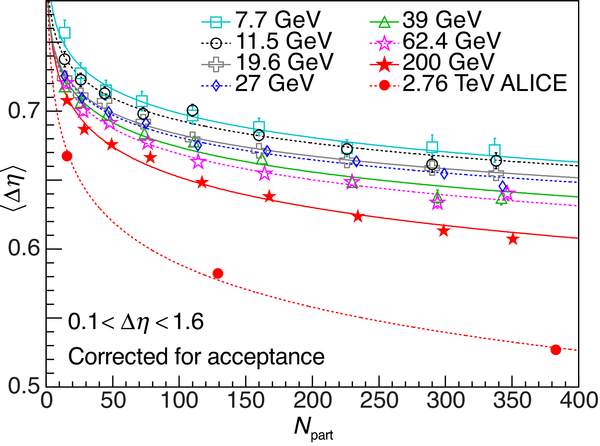 7.7 GeV 39 GeV
11.5 GeV 62.4 GeV
19.6 GeV 200 GeV
27 GeV 2.76 TeV ALICE
0.7
⟨Δη⟩
0.6
0.1< Δη <1.6
Corrected for acceptance
0.5
0 50 100 150 200 250 300 350 400
Npart